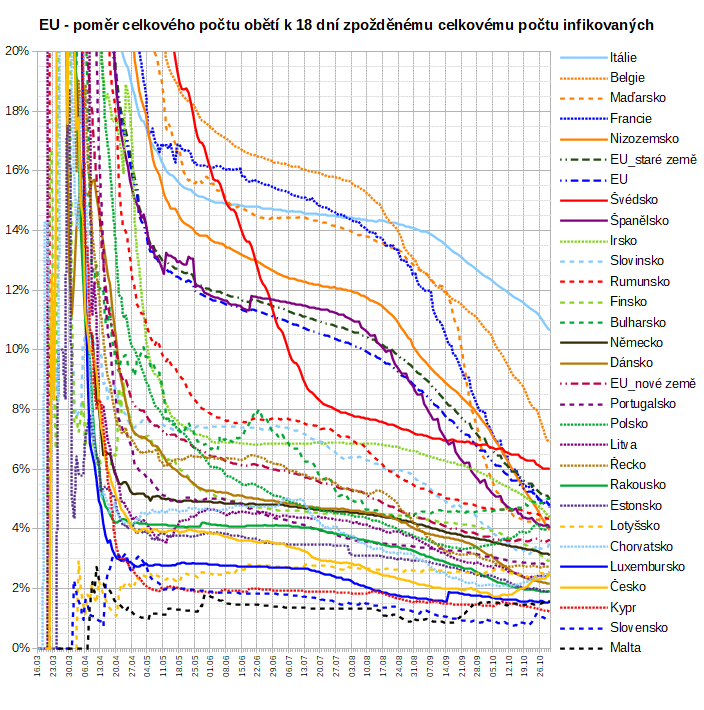 EU - poměr celkového počtu obětí k 18 dní zpožděnému celkovému počtu infikovaných
20%
18%
16%
14%
12%
10%
8%
6%
4%
2%
0%
16.03
23.03
30.03
06.04
13.04
20.04
27.04
04.05
11.05
18.05
25.05
01.06
08.06
15.06
22.06
29.06
06.07
13.07
20.07
27.07
03.08
10.08
17.08
24.08
31.08
07.09
14.09
21.09
28.09
05.10
12.10
19.10
26.10
Itálie
Belgie
Maďarsko
Francie
Nizozemsko
EU_staré země
EU
Švédsko
Španělsko
Irsko
Slovinsko
Rumunsko
Finsko
Bulharsko
Německo
Dánsko
EU_nové země
Portugalsko
Polsko
Litva
Řecko
Rakousko
Estonsko
Lotyšsko
Chorvatsko
Luxembursko
Česko
Kypr
Slovensko
Malta